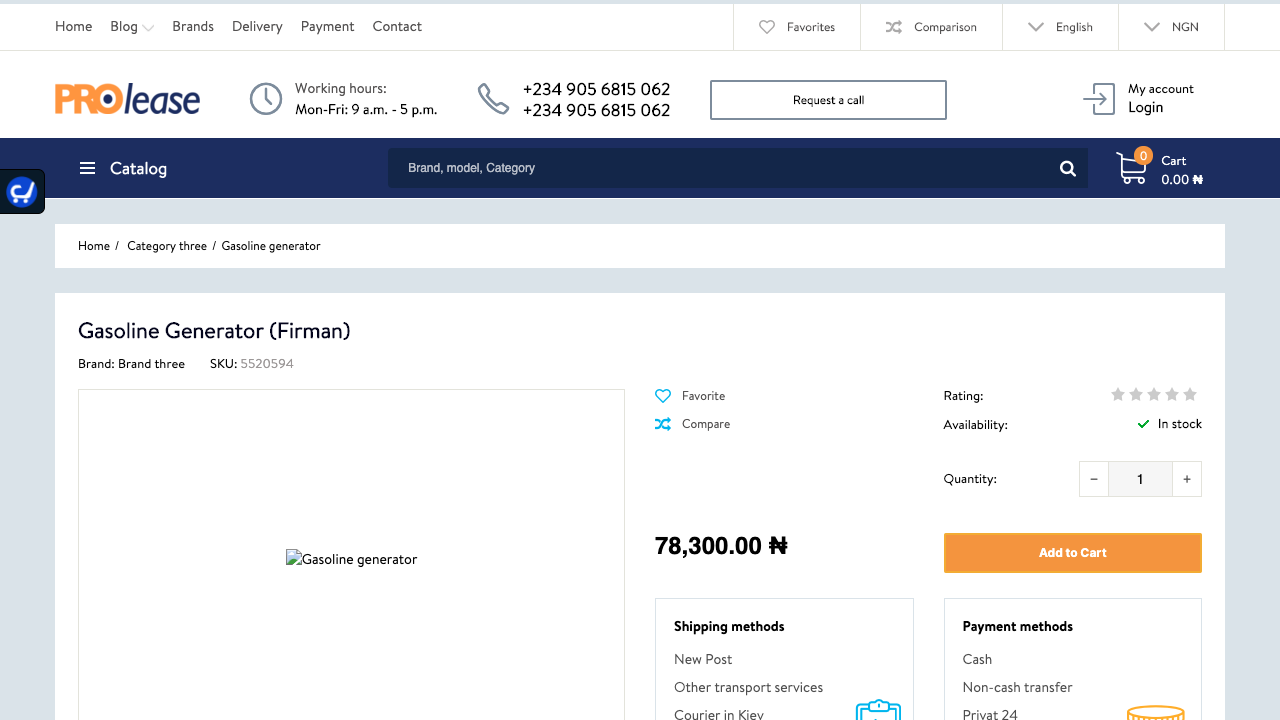 Home Blog Brands Delivery Payment Contact Favorites Comparison English NGN
PROlease
Working hours:
Mon-Fri: 9 a.m. - 5 p.m.
+234 905 6815 062
+234 905 6815 062
Request a call
My account
Login
Catalog
Brand, model, Category
0
Cart
0.00 ₦
Home / Category three / Gasoline generator
Gasoline Generator (Firman)
Brand: Brand three SKU: 5520594
Gasoline generator
Favorite
Compare
Rating:
Availability: In stock
Quantity: − 1 +
78,300.00 ₦
Add to Cart
Shipping methods
New Post
Other transport services
Courier in Kiev
Payment methods
Cash
Non-cash transfer
Privat 24